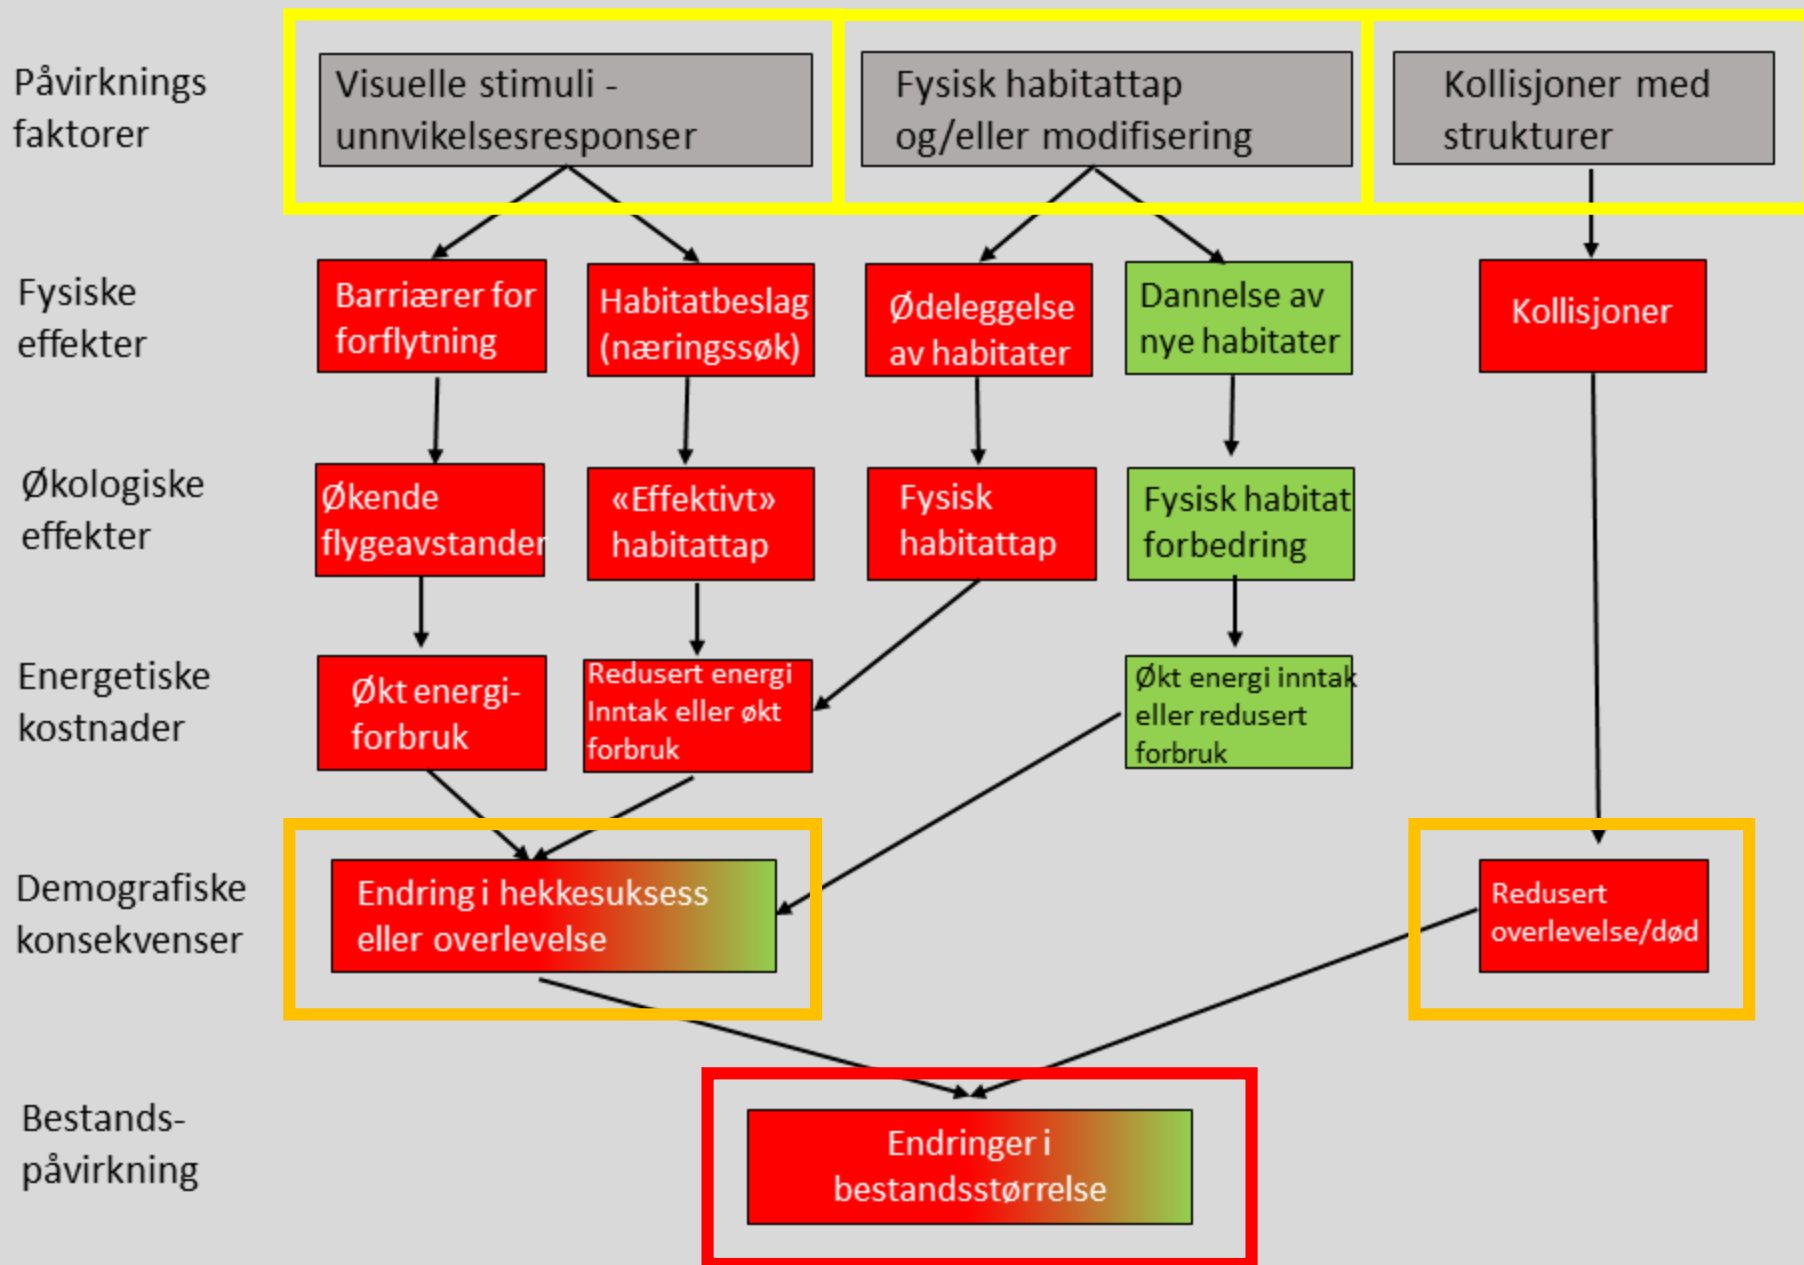 Påvirknings
faktorer
Visuelle stimuli -
unnvikelsesresponser
Fysisk habitattap
og/eller modifisering
Kollisjoner med
strukturer
Fysiske
effekter
Barriærer for
forflytning
Habitatbeslag
(næringssøk)
Ødeleggelse
av habitater
Dannelse av
nye habitater
Kollisjoner
Økologiske
effekter
Økende
flygeavstander
«Effektivt»
habitattap
Fysisk
habitattap
Fysisk habitat
forbedring
Energetiske
kostnader
Økt energi-
forbruk
Redusert energi
Inntak eller økt
forbruk
Økt energi inntak
eller redusert
forbruk
Demografiske
konsekvenser
Endring i hekkesuksess
eller overlevelse
Redusert
overlevelse/død
Bestands-
påvirkning
Endringer i
bestandsstørrelse